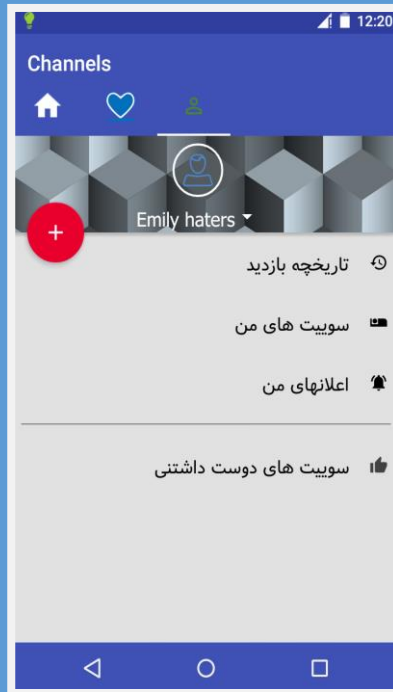 12:20
Channels
Emily haters
+
تاریخچه بازدید
سوییت های من
اعلانهای من
سوییت های دوست داشتنی